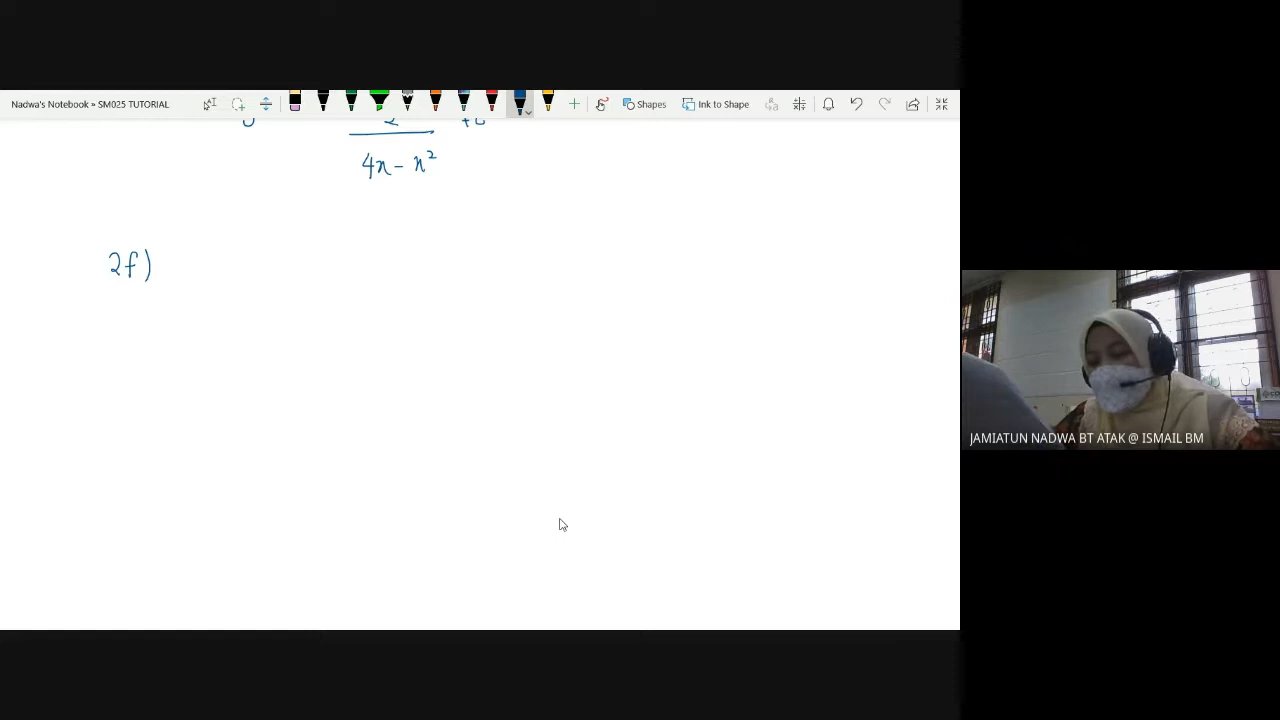 Nadwa's Notebook » SM025 TUTORIAL
Shapes
Ink to Shape
4x - x²
2f)
JAMIATUN NADWA BT ATAK @ ISMAIL BM